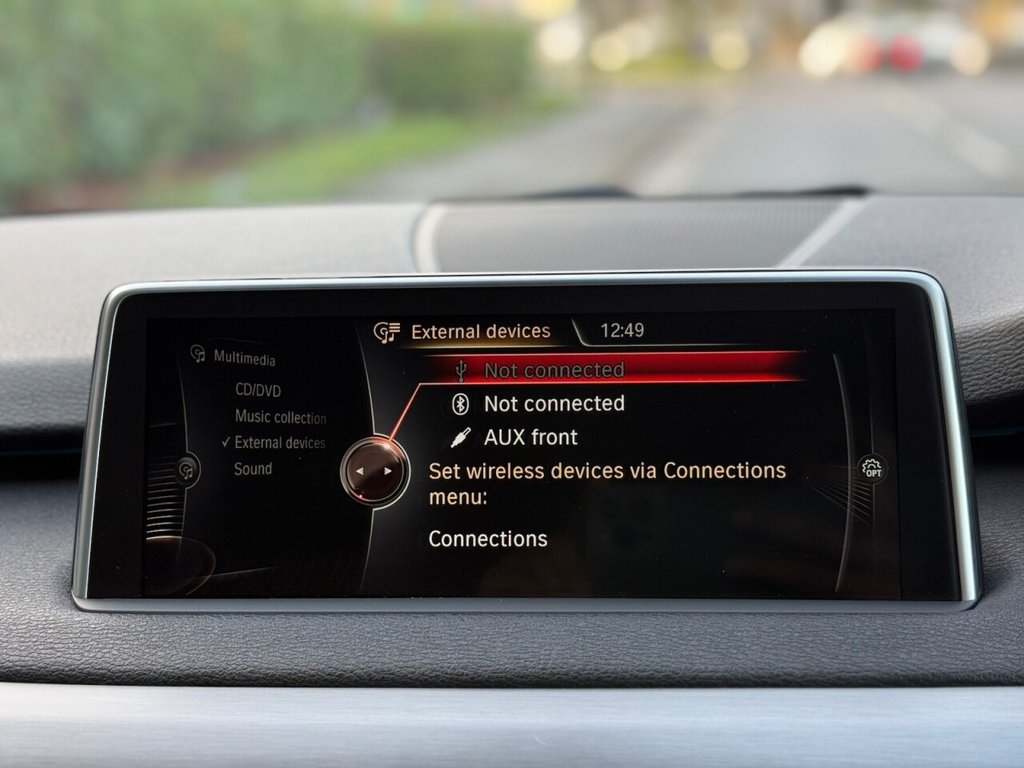 External devices
12:49
Multimedia
CD/DVD
Music collection
External devices
Sound
Not connected
Not connected
AUX front
Set wireless devices via Connections
menu:
Connections
OPT